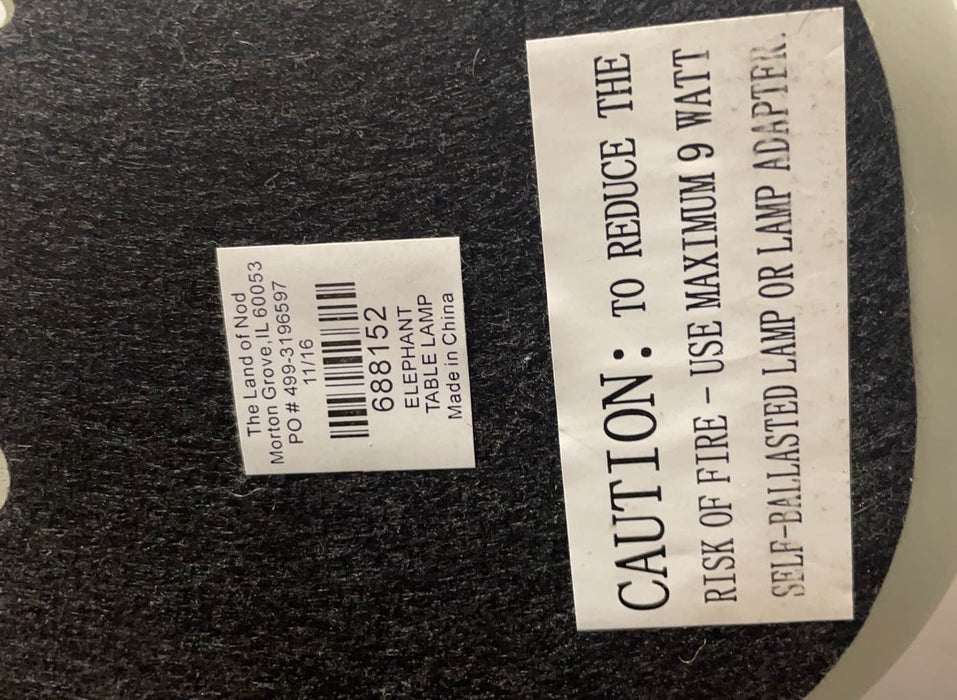 The Land of Nod
Morton Grove,IL 60053
PO# 499-3196597
11/16
688152
ELEPHANT
TABLE LAMP
Made in China
CAUTION: TO REDUCE THE
RISK OF FIRE - USE MAXIMUM 9 WATT
SELF-BALLASTED LAMP OR LAMP ADAPTER.